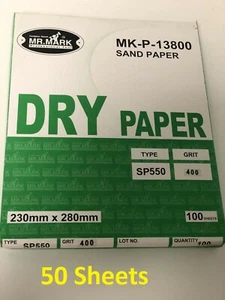 MR.MARK
MK-P-13800
SAND PAPER
DRY PAPER
TYPE GRIT
SP550 400
230mm x 280mm 100 SHEETS
TYPE SP550 GRIT 400 LOT NO. QUANTITY 100
50 Sheets